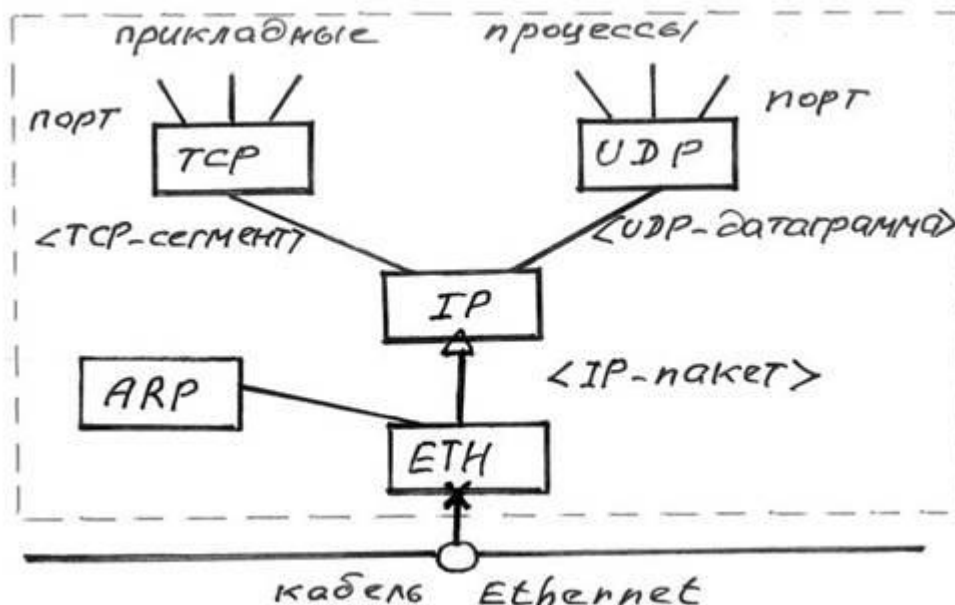 прикладные процессы
порт порт
TCP UDP
<TCP-сегмент> <UDP-датаграмма>
IP
<IP-пакет>
ARP
ETH
кабель Ethernet